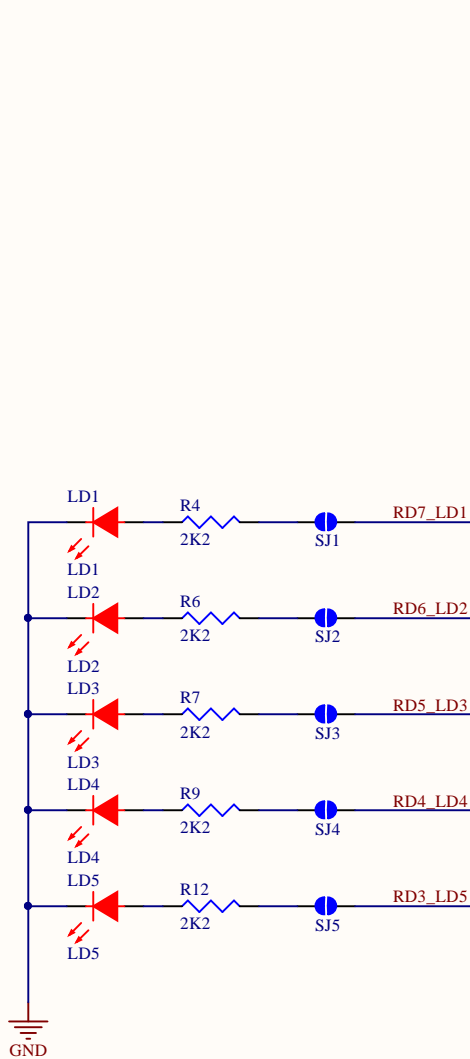 LD1
R4
RD7_LD1
2K2
SJ1
LD1
LD2
R6
RD6_LD2
2K2
SJ2
LD2
LD3
R7
RD5_LD3
2K2
SJ3
LD3
LD4
R9
RD4_LD4
2K2
SJ4
LD4
LD5
R12
RD3_LD5
2K2
SJ5
LD5
GND